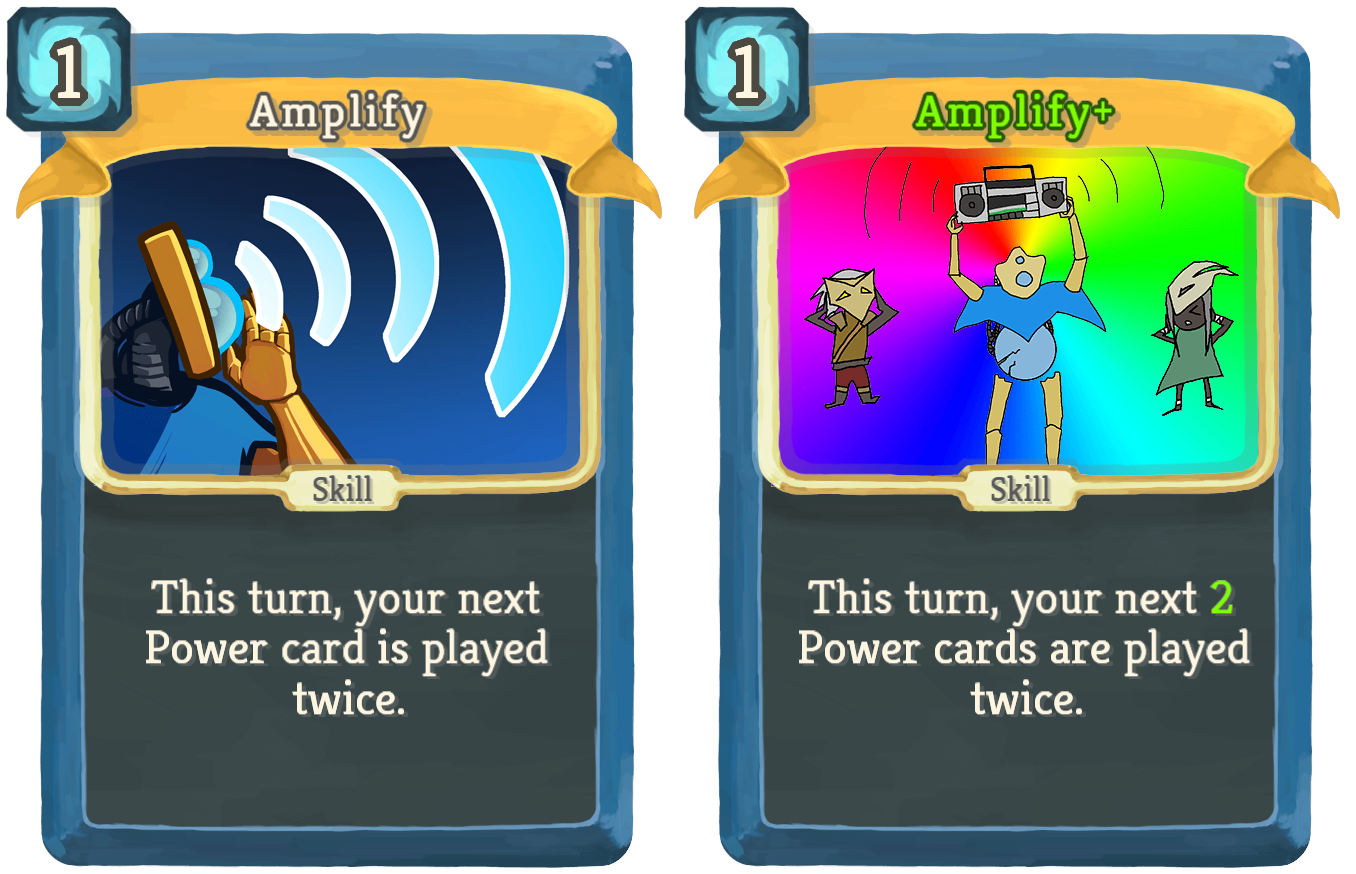 1
Amplify
Skill
This turn, your next
Power card is played
twice.
1
Amplify+
Skill
This turn, your next 2
Power cards are played
twice.